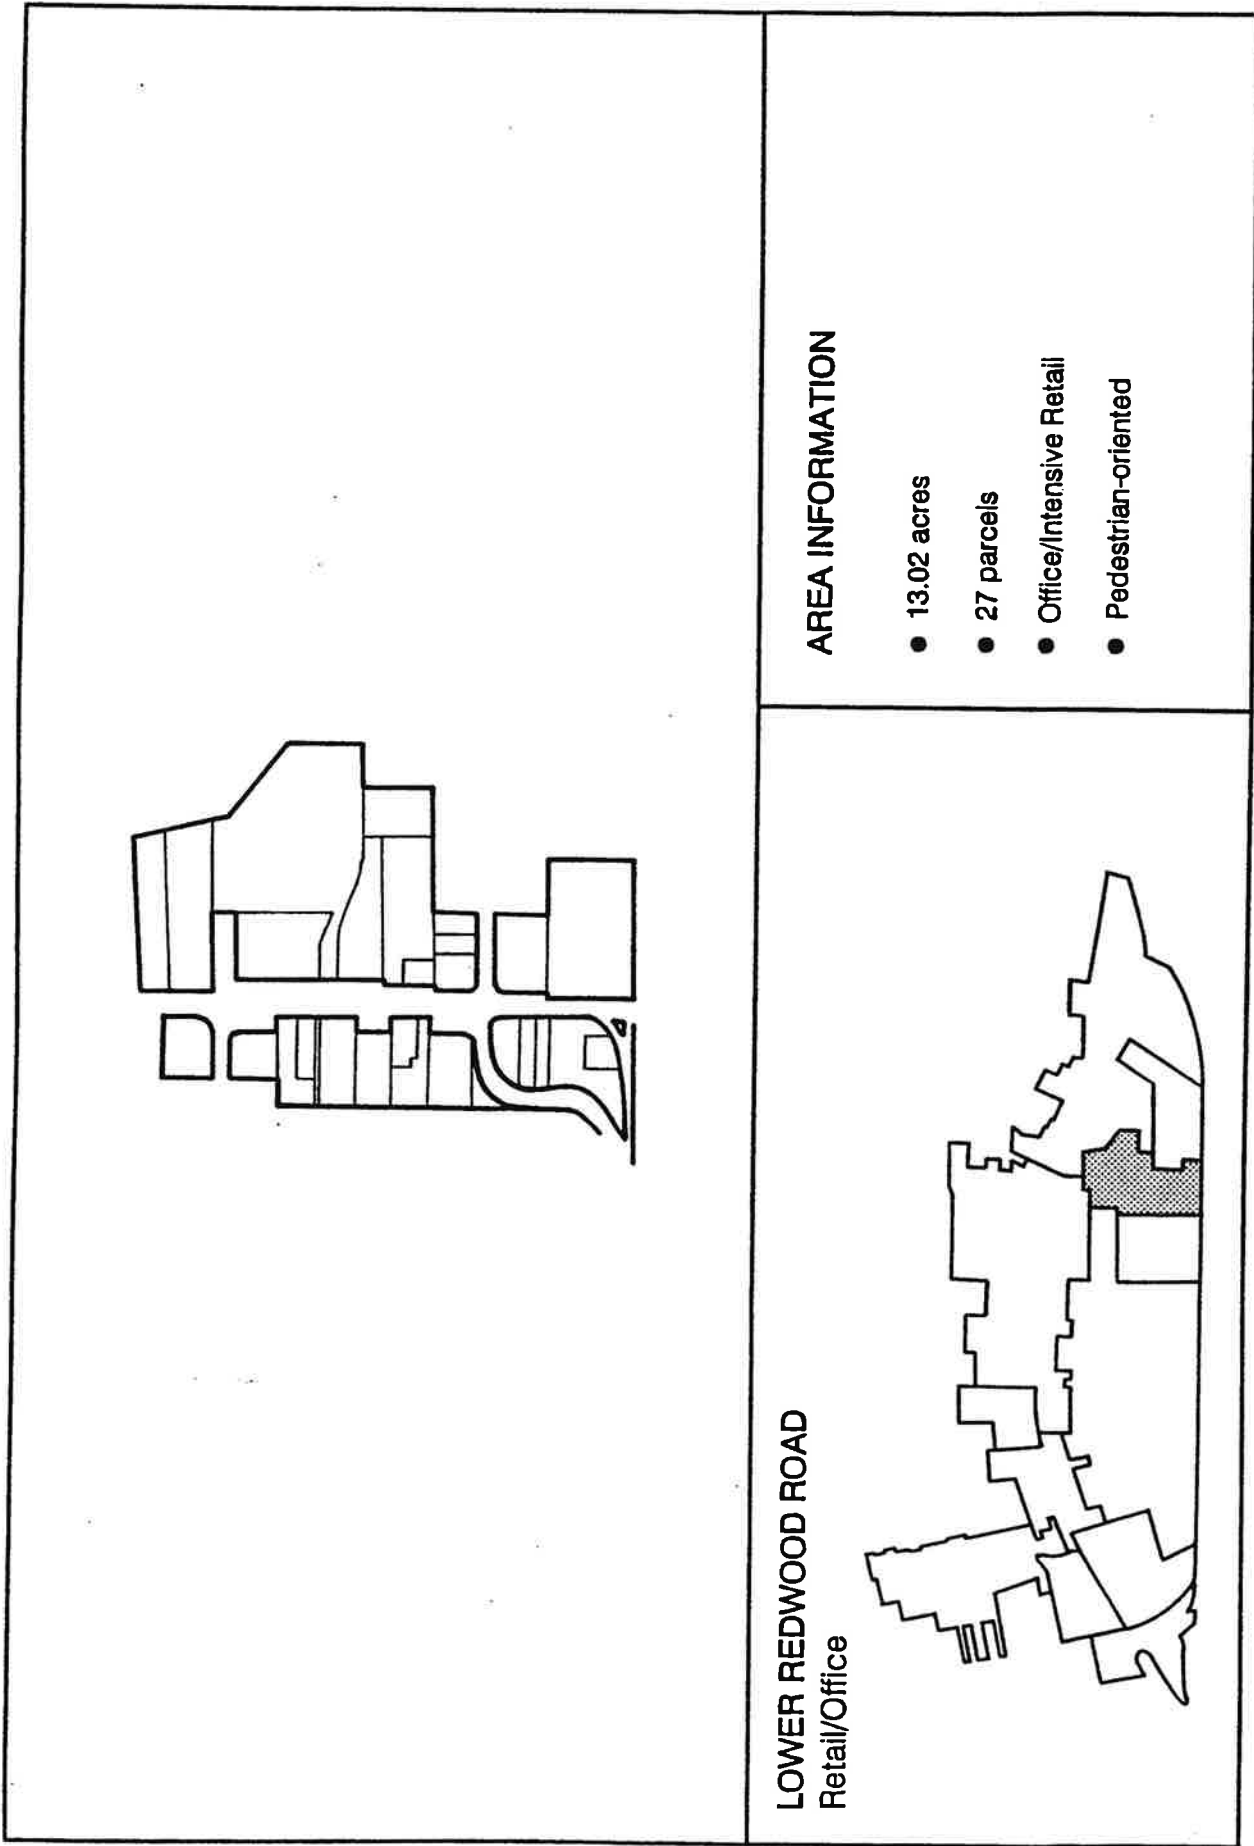 LOWER REDWOOD ROAD
Retail/Office
AREA INFORMATION
● 13.02 acres
● 27 parcels
● Office/Intensive Retail
● Pedestrian-oriented